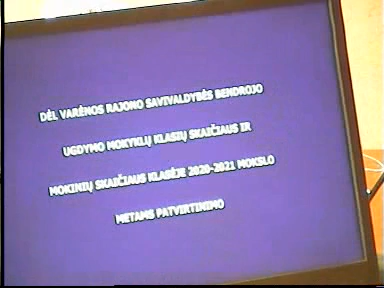 DĖL VARĖNOS RAJONO SAVIVALDYBĖS BENDROJO
UGDYMO MOKYKLŲ KLASIŲ SKAIČIAUS IR
MOKINIŲ SKAIČIAUS KLASĖJE 2020-2021 MOKSLO
METAMS PATVIRTINIMO